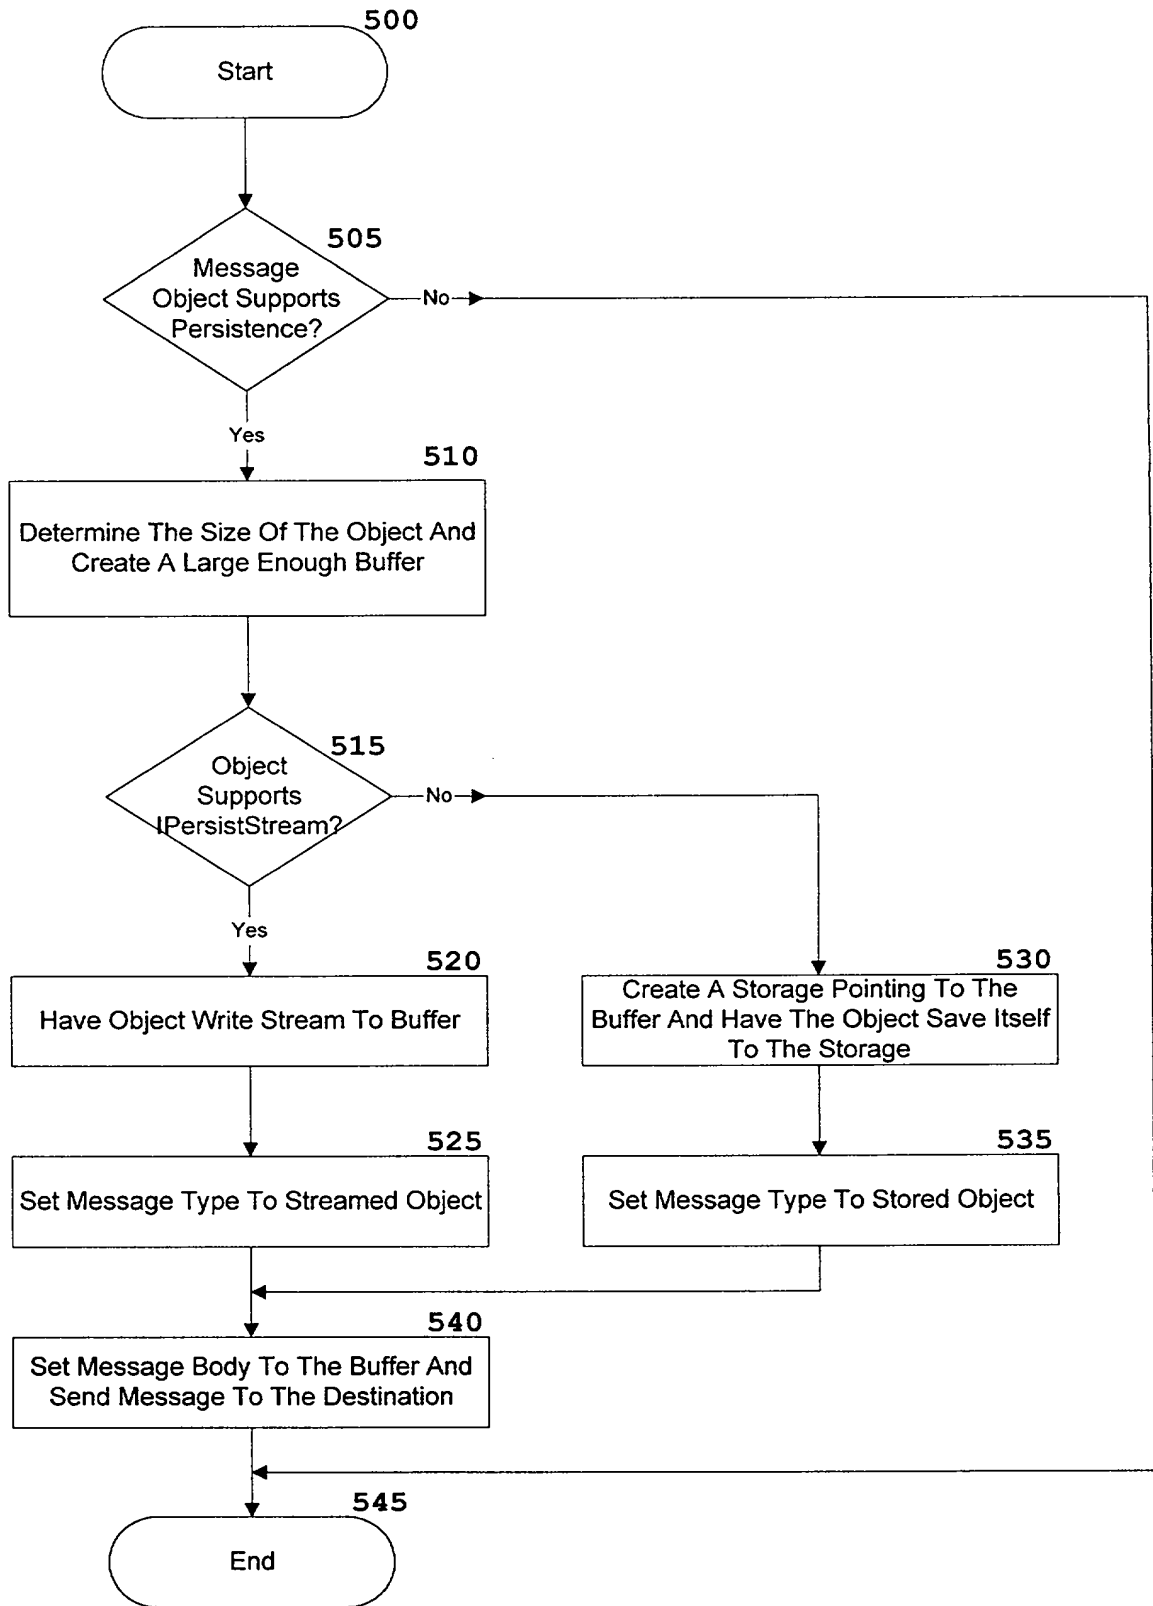 500
Start
505
Message
Object Supports
Persistence?
No
Yes
510
Determine The Size Of The Object And
Create A Large Enough Buffer
515
Object
Supports
IPersistStream?
No
Yes
520
Have Object Write Stream To Buffer
530
Create A Storage Pointing To The
Buffer And Have The Object Save Itself
To The Storage
525
Set Message Type To Streamed Object
535
Set Message Type To Stored Object
540
Set Message Body To The Buffer And
Send Message To The Destination
545
End